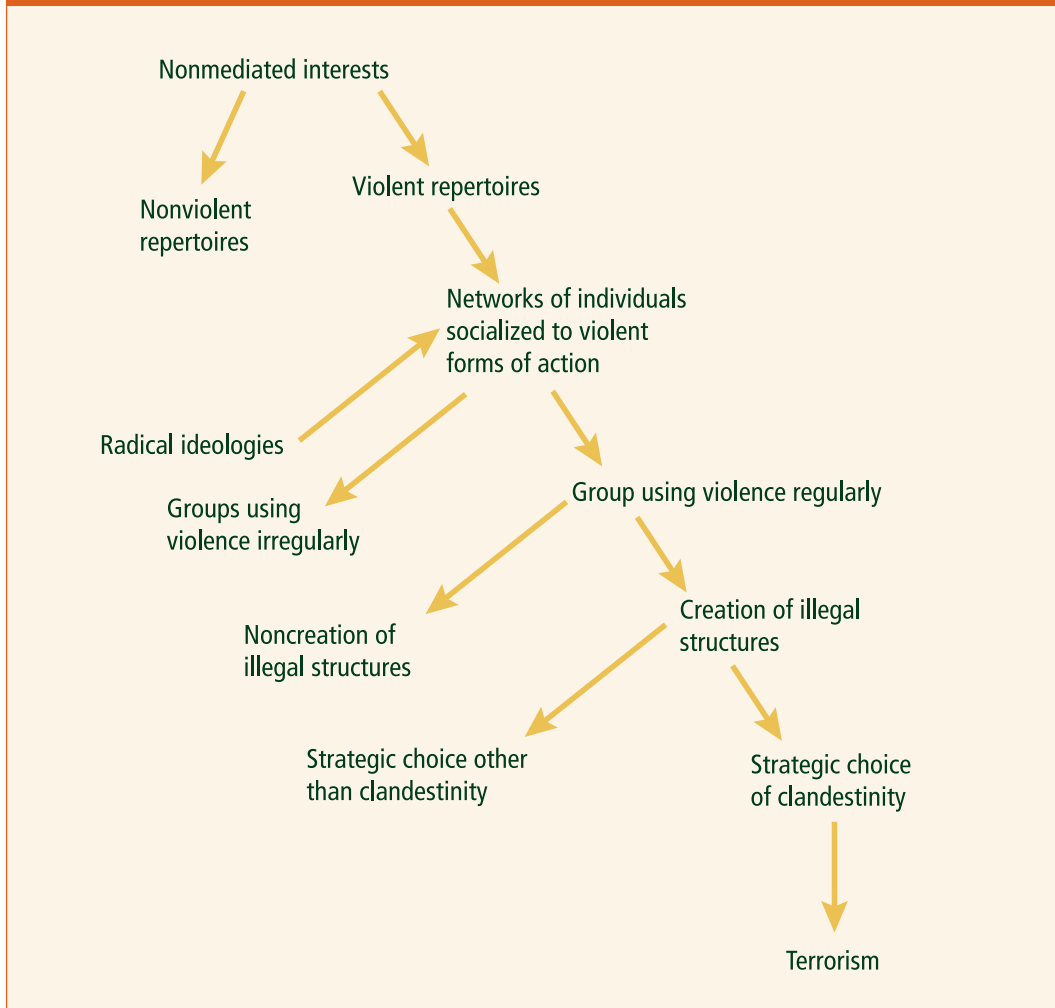 Nonmediated interests
Violent repertoires
Nonviolent
repertoires
Networks of individuals
socialized to violent
forms of action
Radical ideologies
Groups using
violence irregularly
Group using violence regularly
Creation of illegal
structures
Noncreation of
illegal structures
Strategic choice other
than clandestinity
Strategic choice
of clandestinity
Terrorism